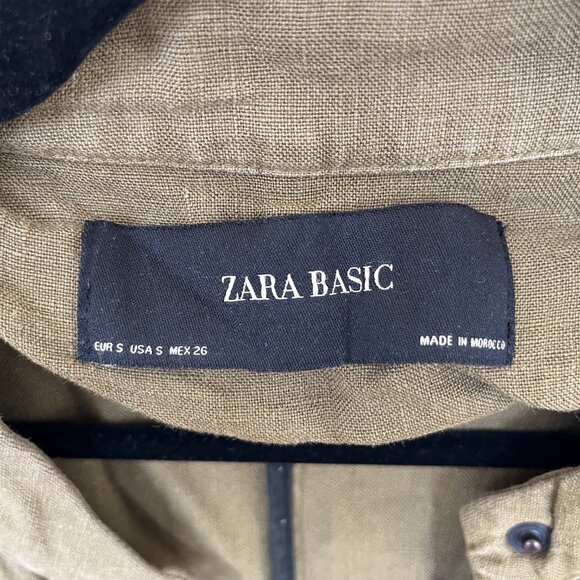 ZARA BASIC
EUR S USA S MEX 26
MADE IN MOROCCO